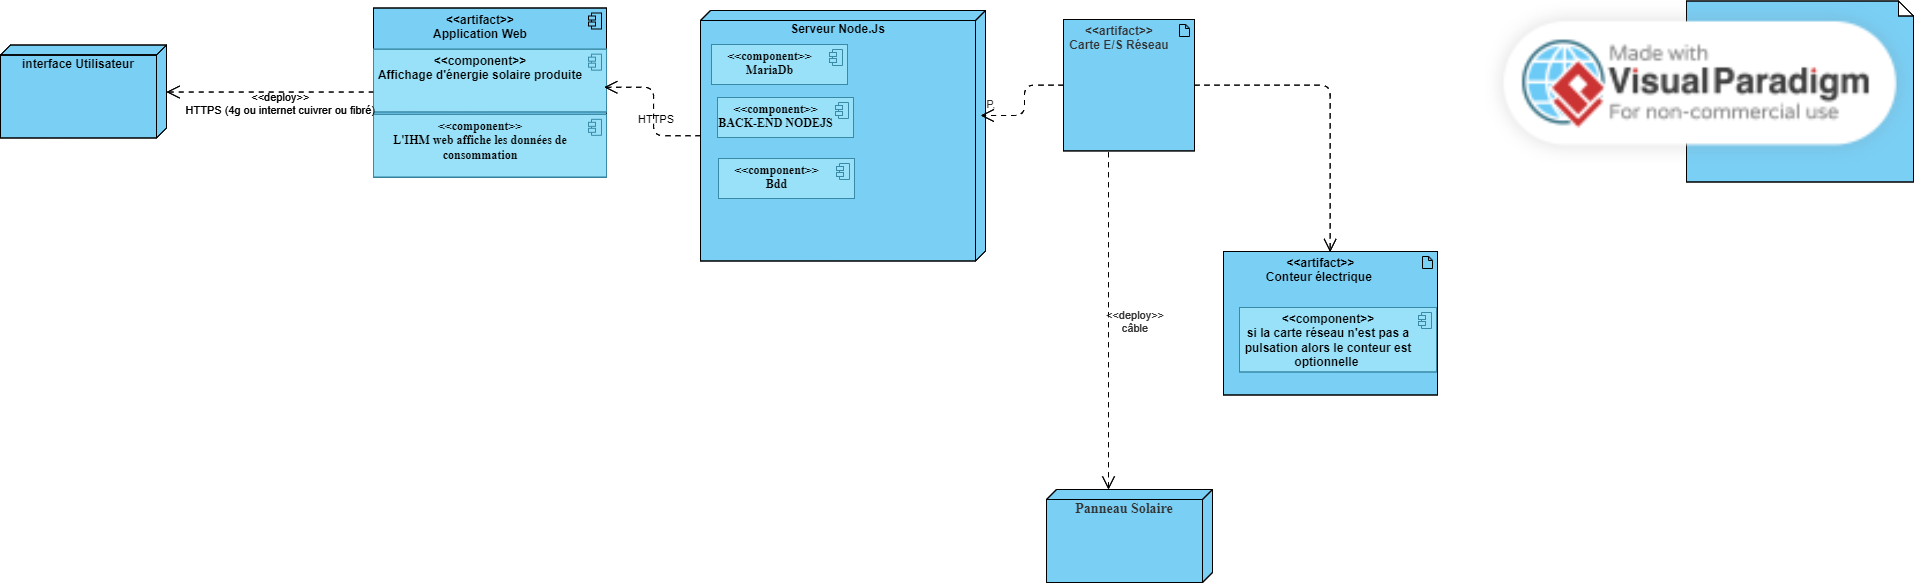 interface Utilisateur
<<deploy>>
HTTPS (4g ou internet cuivrer ou fibré)
<<artifact>>
Application Web
<<component>>
Affichage d'énergie solaire produite
<<component>>
L'IHM web affiche les données de
consommation
HTTPS
Serveur Node.Js
<<component>>
MariaDb
<<component>>
BACK-END NODEJS
<<component>>
Bdd
P
<<artifact>>
Carte E/S Réseau
<<deploy>>
câble
Panneau Solaire
<<artifact>>
Conteur électrique
<<component>>
si la carte réseau n'est pas a
pulsation alors le conteur est
optionnelle
Made with
Visual Paradigm
For non-commercial use